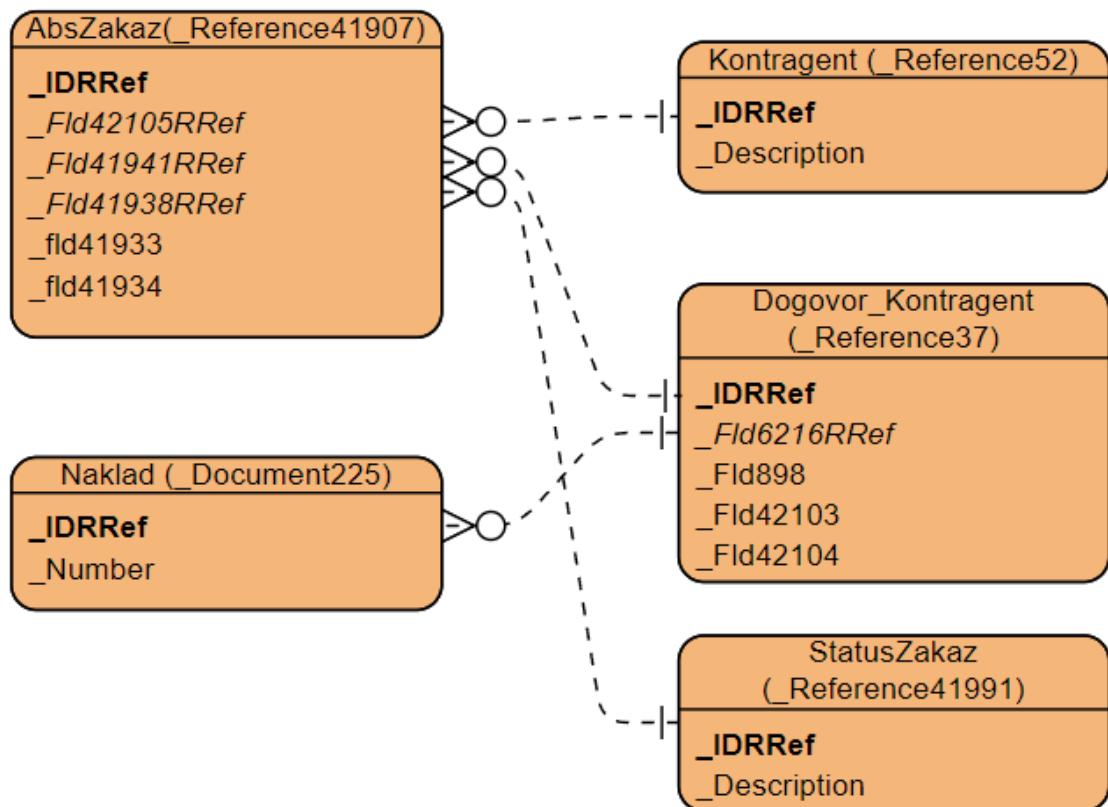 AbsZakaz(_Reference41907)
_IDRRef
_Fld42105RRef
_Fld41941RRef
_Fld41938RRef
_fld41933
_fld41934
Kontragent (_Reference52)
_IDRRef
_Description
Dogovor_Kontragent
(_Reference37)
_IDRRef
_Fld6216RRef
_Fld898
_Fld42103
_Fld42104
Naklad (_Document225)
_IDRRef
_Number
StatusZakaz
(_Reference41991)
_IDRRef
_Description